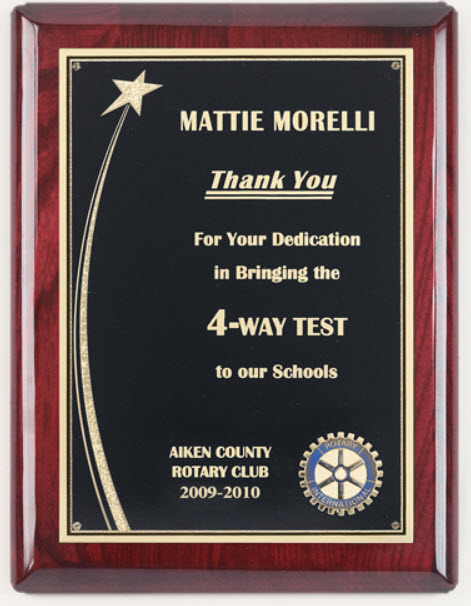 MATTIE MORELLI
Thank You
For Your Dedication
in Bringing the
4-WAY TEST
to our Schools
AIKEN COUNTY
ROTARY CLUB
2009-2010
ROTARY
INTERNATIONAL